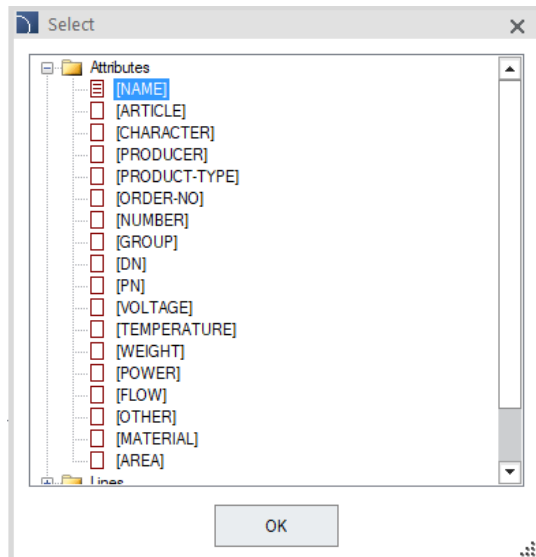 Select
Attributes
[NAME]
[ARTICLE]
[CHARACTER]
[PRODUCER]
[PRODUCT-TYPE]
[ORDER-NO]
[NUMBER]
[GROUP]
[DN]
[PN]
[VOLTAGE]
[TEMPERATURE]
[WEIGHT]
[POWER]
[FLOW]
[OTHER]
[MATERIAL]
[AREA]
Lines
OK